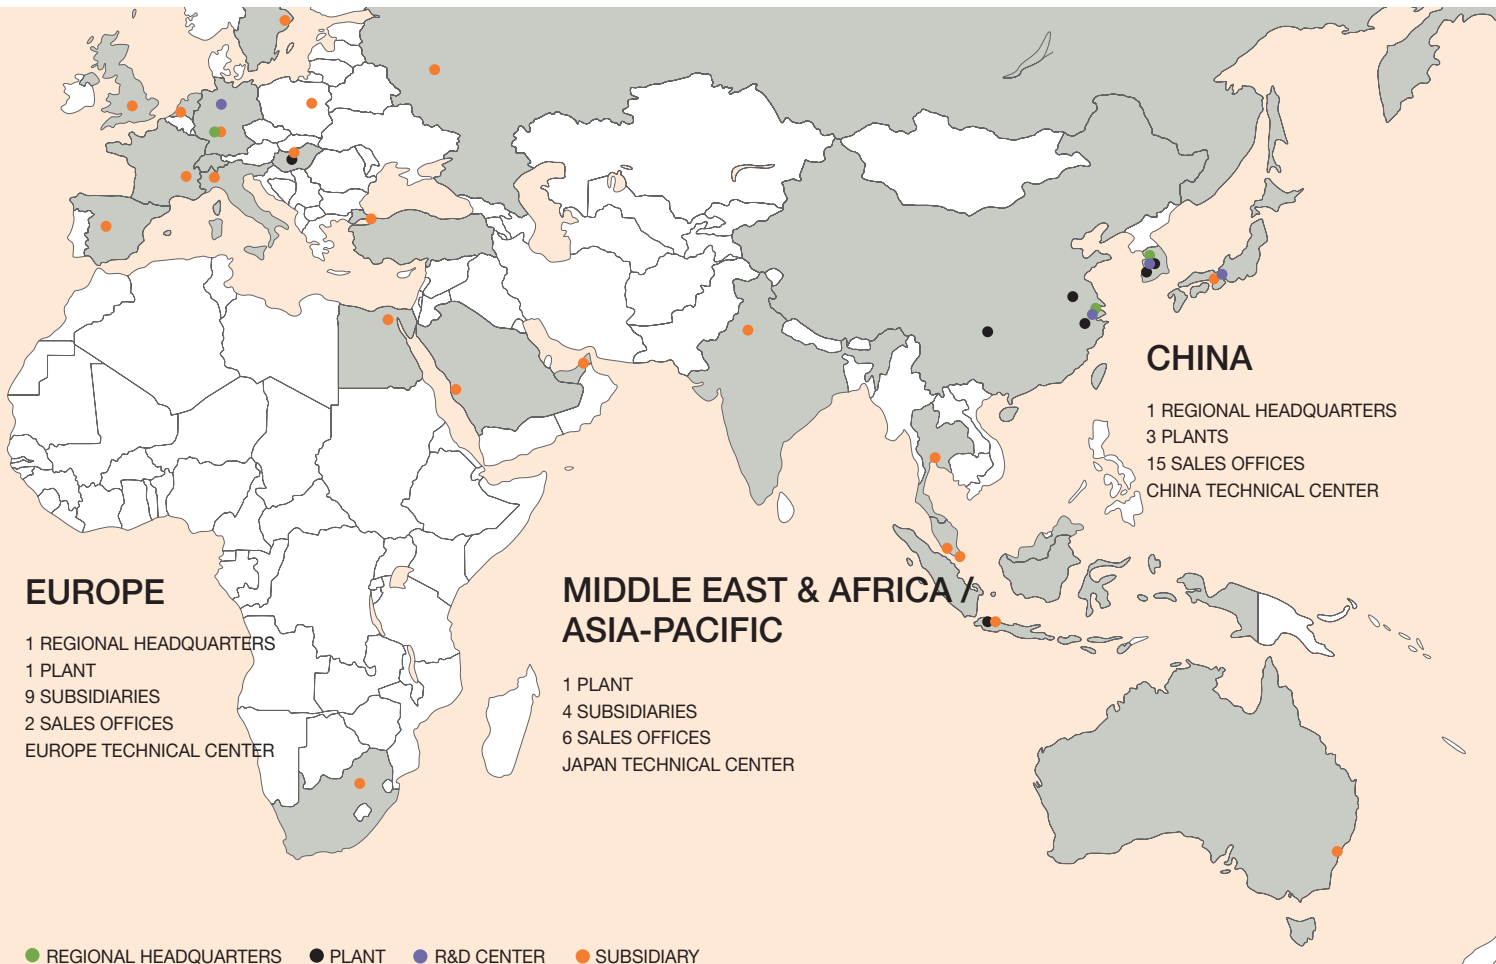 CHINA
1 REGIONAL HEADQUARTERS
3 PLANTS
15 SALES OFFICES
CHINA TECHNICAL CENTER
EUROPE
1 REGIONAL HEADQUARTERS
1 PLANT
9 SUBSIDIARIES
2 SALES OFFICES
EUROPE TECHNICAL CENTER
MIDDLE EAST & AFRICA /
ASIA-PACIFIC
1 PLANT
4 SUBSIDIARIES
6 SALES OFFICES
JAPAN TECHNICAL CENTER
REGIONAL HEADQUARTERS PLANT R&D CENTER SUBSIDIARY